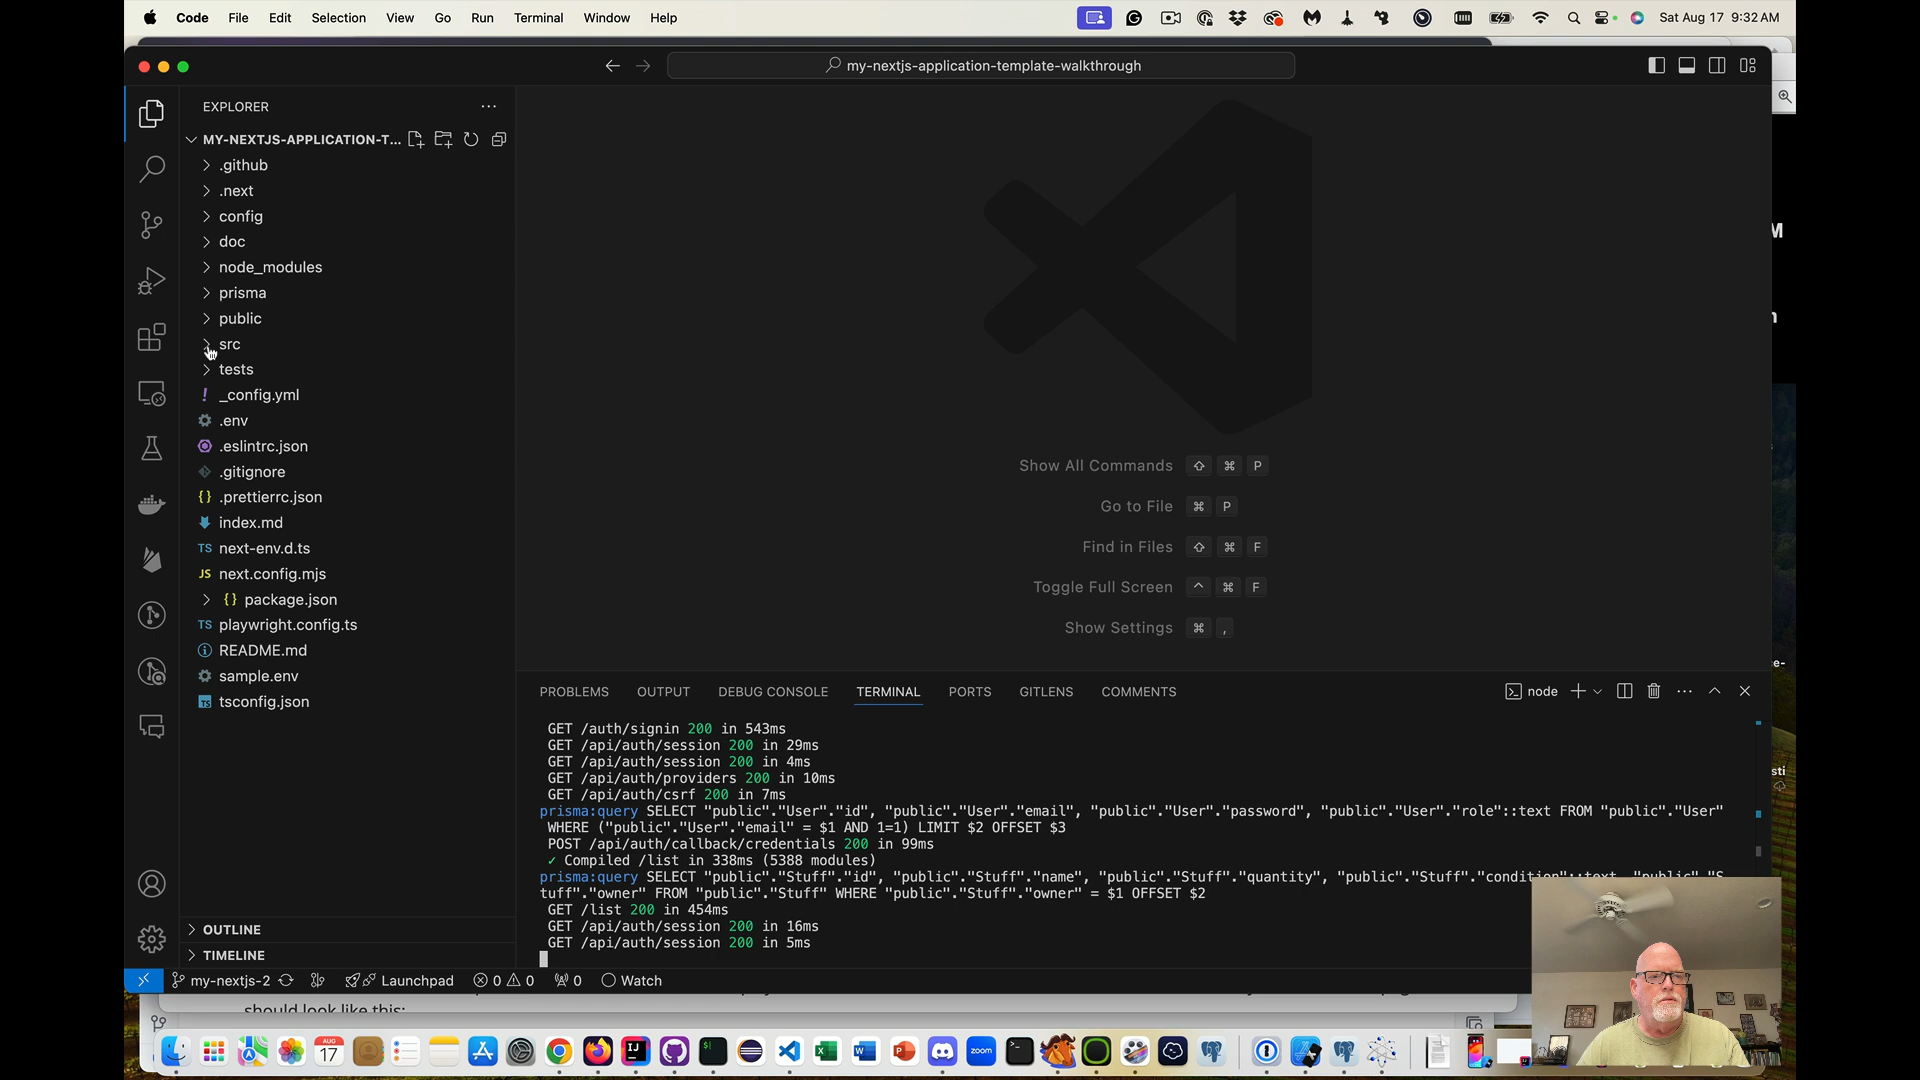 Code File Edit Selection View Go Run Terminal Window Help
Sat Aug 17 9:32 AM
my-nextjs-application-template-walkthrough
EXPLORER
MY-NEXTJS-APPLICATION-T...
.github
.next
config
doc
node_modules
prisma
public
src
tests
_config.yml
.env
.eslintrc.json
.gitignore
.prettierrc.json
index.md
next-env.d.ts
next.config.mjs
package.json
playwright.config.ts
README.md
sample.env
tsconfig.json
OUTLINE
TIMELINE
Show All Commands ⇧ ⌘ P
Go to File ⌘ P
Find in Files ⇧ ⌘ F
Toggle Full Screen ^ ⌘ F
Show Settings ⌘ ,
PROBLEMS OUTPUT DEBUG CONSOLE TERMINAL PORTS GITLENS COMMENTS
node
GET /auth/signin 200 in 543ms
GET /api/auth/session 200 in 29ms
GET /api/auth/session 200 in 4ms
GET /api/auth/providers 200 in 10ms
GET /api/auth/csrf 200 in 7ms
prisma:query SELECT "public"."User"."id", "public"."User"."email", "public"."User"."password", "public"."User"."role"::text FROM "public"."User"
WHERE ("public"."User"."email" = $1 AND 1=1) LIMIT $2 OFFSET $3
POST /api/auth/callback/credentials 200 in 99ms
✓ Compiled /list in 338ms (5388 modules)
prisma:query SELECT "public"."Stuff"."id", "public"."Stuff"."name", "public"."Stuff"."quantity", "public"."Stuff"."condition"::text, "public"."S
tuff"."owner" FROM "public"."Stuff" WHERE "public"."Stuff"."owner" = $1 OFFSET $2
GET /list 200 in 454ms
GET /api/auth/session 200 in 16ms
GET /api/auth/session 200 in 5ms
my-nextjs-2 Launchpad 0 0 0 Watch
should look like this:
AUG
17
zoom